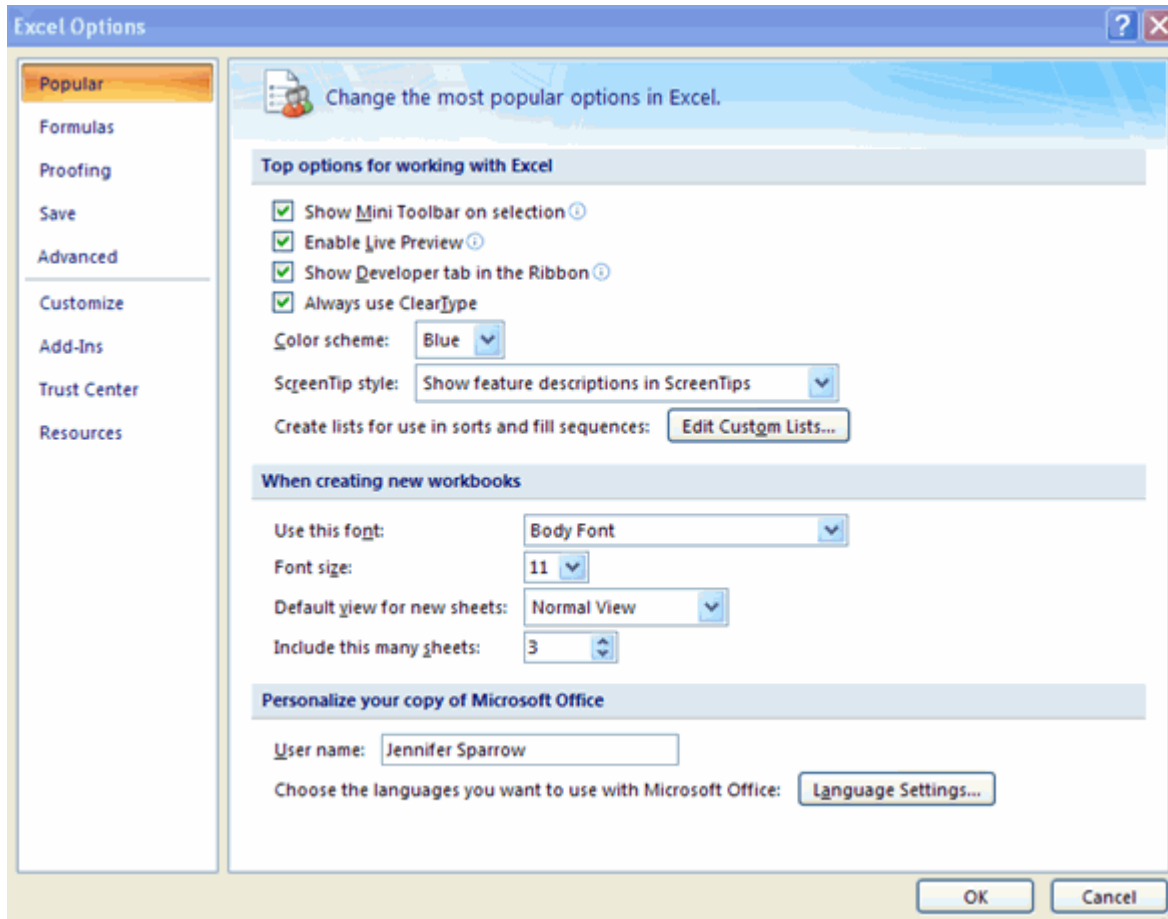 Excel Options
Popular
Formulas
Proofing
Save
Advanced
Customize
Add-Ins
Trust Center
Resources
Change the most popular options in Excel.
Top options for working with Excel
Show Mini Toolbar on selection
Enable Live Preview
Show Developer tab in the Ribbon
Always use ClearType
Color scheme: Blue
ScreenTip style: Show feature descriptions in ScreenTips
Create lists for use in sorts and fill sequences: Edit Custom Lists...
When creating new workbooks
Use this font: Body Font
Font size: 11
Default view for new sheets: Normal View
Include this many sheets: 3
Personalize your copy of Microsoft Office
User name: Jennifer Sparrow
Choose the languages you want to use with Microsoft Office: Language Settings...
OK Cancel